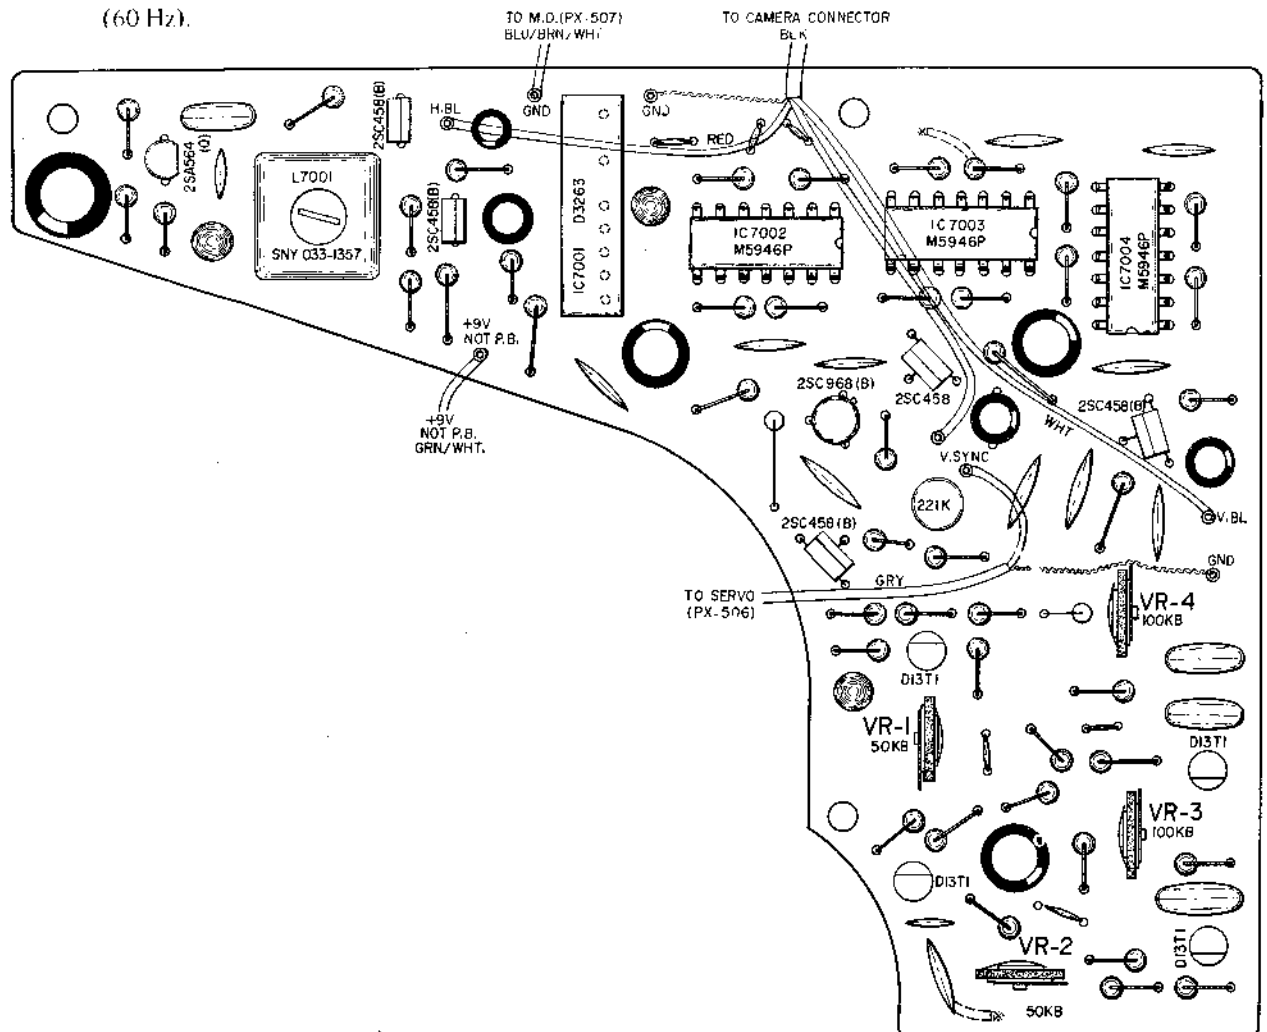 (60 Hz).
TO M.D.(PX-507)
BLU/BRN/WHT
TO CAMERA CONNECTOR
BLK
2SC458(B)
H.BL
GND
GND
RED
2SA564
(Q)
L7001
SNY 033-1357
2SC458(B)
D3263
IC7001
IC7002
M5946P
IC7003
M5946P
IC7004
M5946P
+9V
NOT P.B.
+9V
NOT P.B.
GRN/WHT.
2SC968(B)
2SC458
2SC458(B)
WHT
V.SYNC
221K
V.BL
2SC458(B)
GND
GRY
TO SERVO
(PX-506)
VR-4
100KB
D13T1
VR-1
50KB
D13T1
VR-3
100KB
D13T1
D13T1
VR-2
50KB